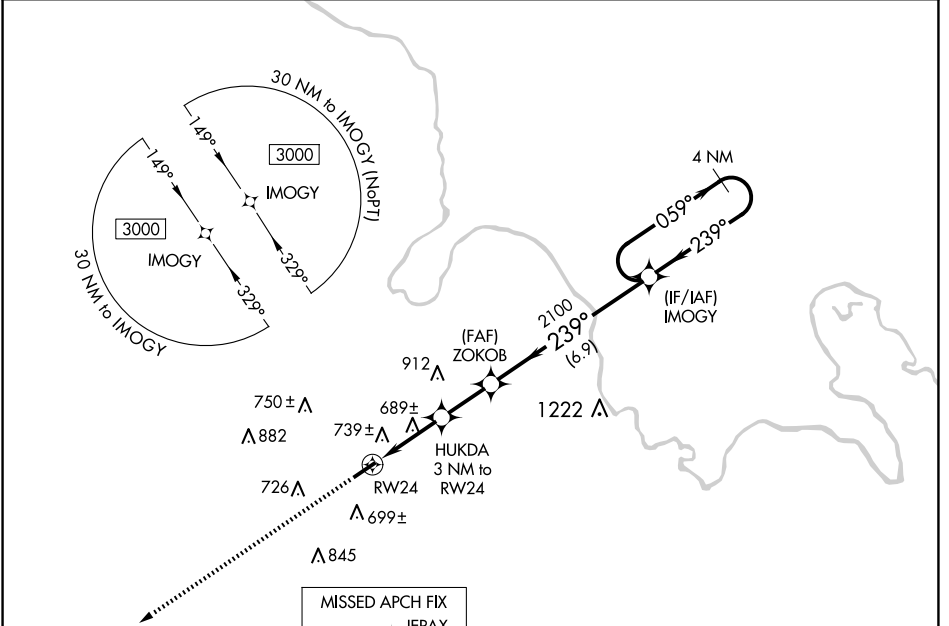 30 NM to IMOGY (NoPT)
149°
3000
IMOGY
329°
149°
3000
IMOGY
329°
30 NM to IMOGY
4 NM
059°
239°
(IF/IAF)
IMOGY
2100
239°
(6.9)
(FAF)
ZOKOB
912
1222
750 ±
689±
882
739±
HUKDA
3 NM to
RW24
RW24
726
699±
845
MISSED APCH FIX